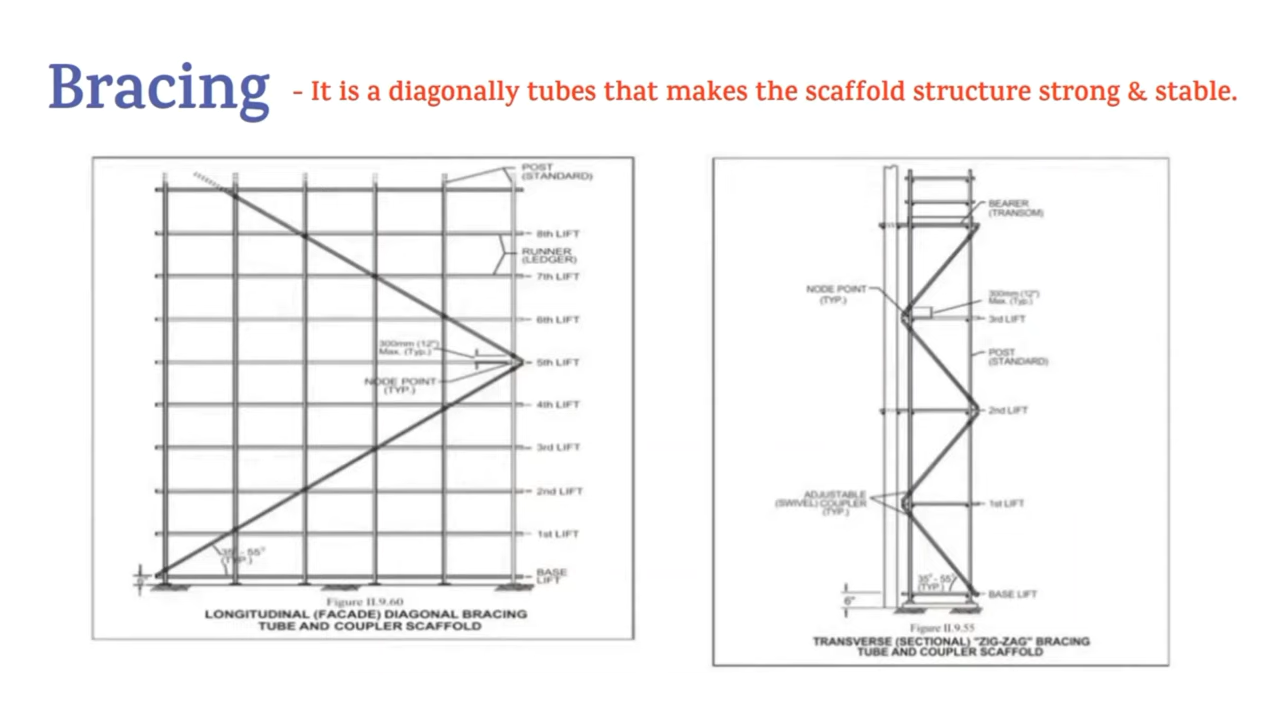 Bracing - It is a diagonally tubes that makes the scaffold structure strong & stable.
POST
(STANDARD)
8th LIFT
RUNNER
(LEDGER)
7th LIFT
6th LIFT
300mm (12")
Max. (Typ.)
5th LIFT
NODE POINT
(TYP.)
4th LIFT
3rd LIFT
2nd LIFT
1st LIFT
35° - 55°
(TYP.)
BASE
LIFT
Figure II.9.60
LONGITUDINAL (FACADE) DIAGONAL BRACING
TUBE AND COUPLER SCAFFOLD
BEARER
(TRANSOM)
NODE POINT
(TYP.)
300mm (12")
Max. (Typ.)
3rd LIFT
POST
(STANDARD)
2nd LIFT
ADJUSTABLE
(SWIVEL) COUPLER
(TYP.)
1st LIFT
35° - 55°
(TYP.)
6"
BASE LIFT
Figure II.9.55
TRANSVERSE (SECTIONAL) "ZIG-ZAG" BRACING
TUBE AND COUPLER SCAFFOLD